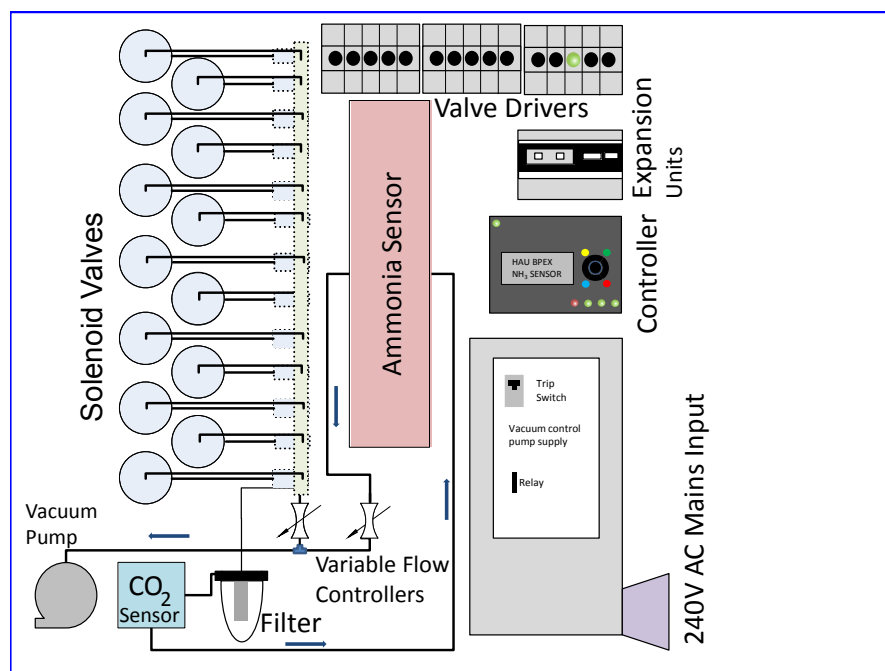 Valve Drivers
Solenoid Valves
Ammonia Sensor
Expansion
Units
HAU BPEX
NH₃ SENSOR
Controller
Trip
Switch
Vacuum control
pump supply
Relay
240V AC Mains Input
Vacuum
Pump
Variable Flow
Controllers
CO₂
Sensor
Filter